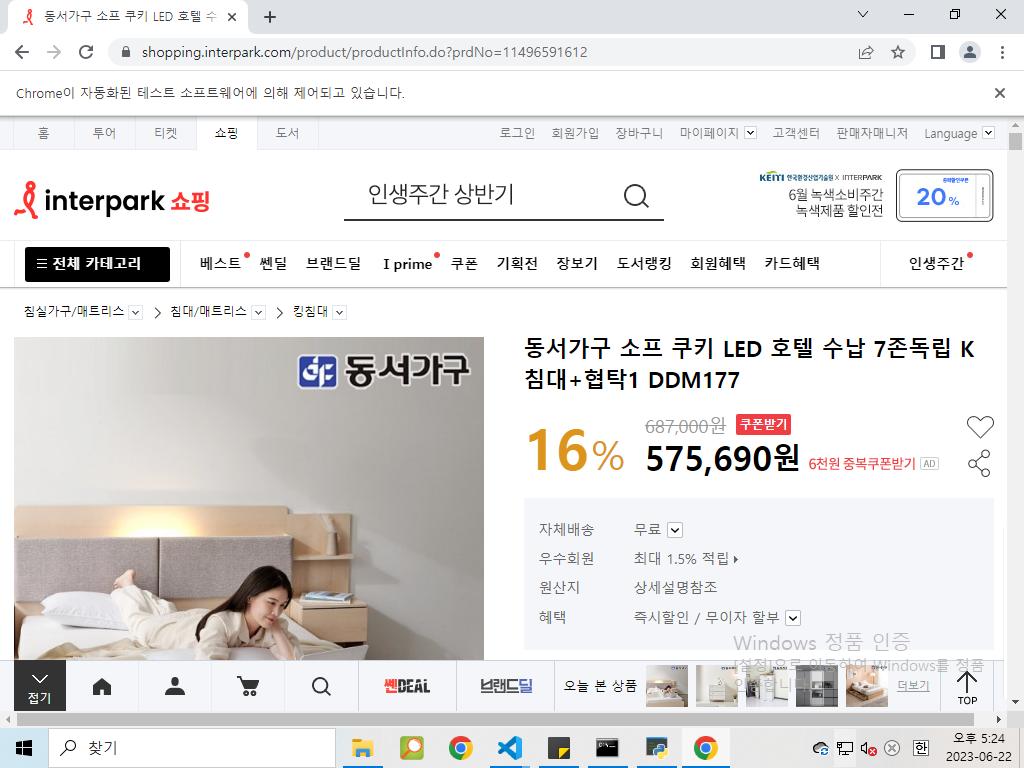 동서가구 소프 쿠키 LED 호텔 수
shopping.interpark.com/product/productInfo.do?prdNo=11496591612
Chrome이 자동화된 테스트 소프트웨어에 의해 제어되고 있습니다.
홈 투어 티켓 쇼핑 도서 로그인 회원가입 장바구니 마이페이지 고객센터 판매자매니저 Language
interpark 쇼핑
인생주간 상반기
KEITI 한국환경산업기술원 X INTERPARK
6월 녹색소비주간
녹색제품 할인전
20%
전체 카테고리 베스트 쎈딜 브랜드딜 I prime 쿠폰 기획전 장보기 도서랭킹 회원혜택 카드혜택 인생주간
침실가구/매트리스 침대/매트리스 킹침대
동서가구
동서가구 소프 쿠키 LED 호텔 수납 7존독립 K
침대+협탁1 DDM177
16%
687,000원 쿠폰받기
575,690원 6천원 중복쿠폰받기 AD
자체배송 무료
우수회원 최대 1.5% 적립
원산지 상세설명참조
혜택 즉시할인 / 무이자 할부
Windows 정품 인증
[설정]으로 이동하여 Windows를 정품
접기
쎈DEAL
브랜드딜
오늘 본 상품
더보기
TOP
찾기
한
오후 5:24
2023-06-22